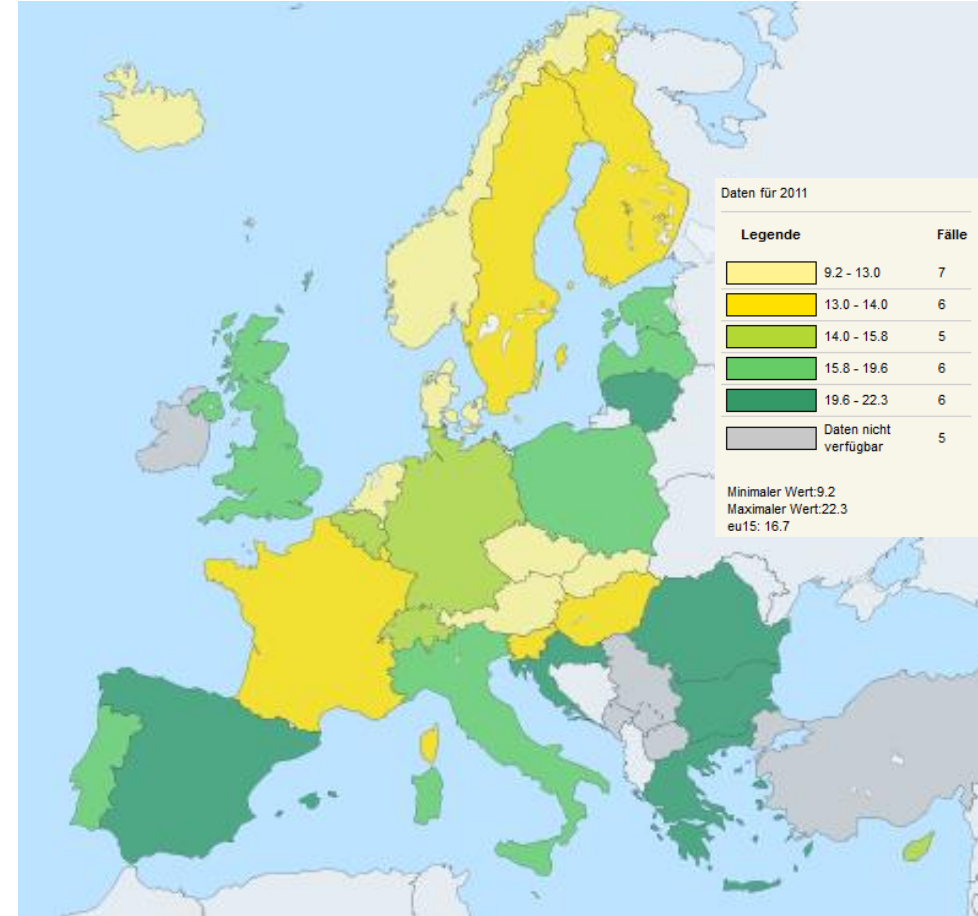 Daten für 2011
Legende Fälle
9.2 - 13.0 7
13.0 - 14.0 6
14.0 - 15.8 5
15.8 - 19.6 6
19.6 - 22.3 6
Daten nicht
verfügbar 5
Minimaler Wert:9.2
Maximaler Wert:22.3
eu15: 16.7